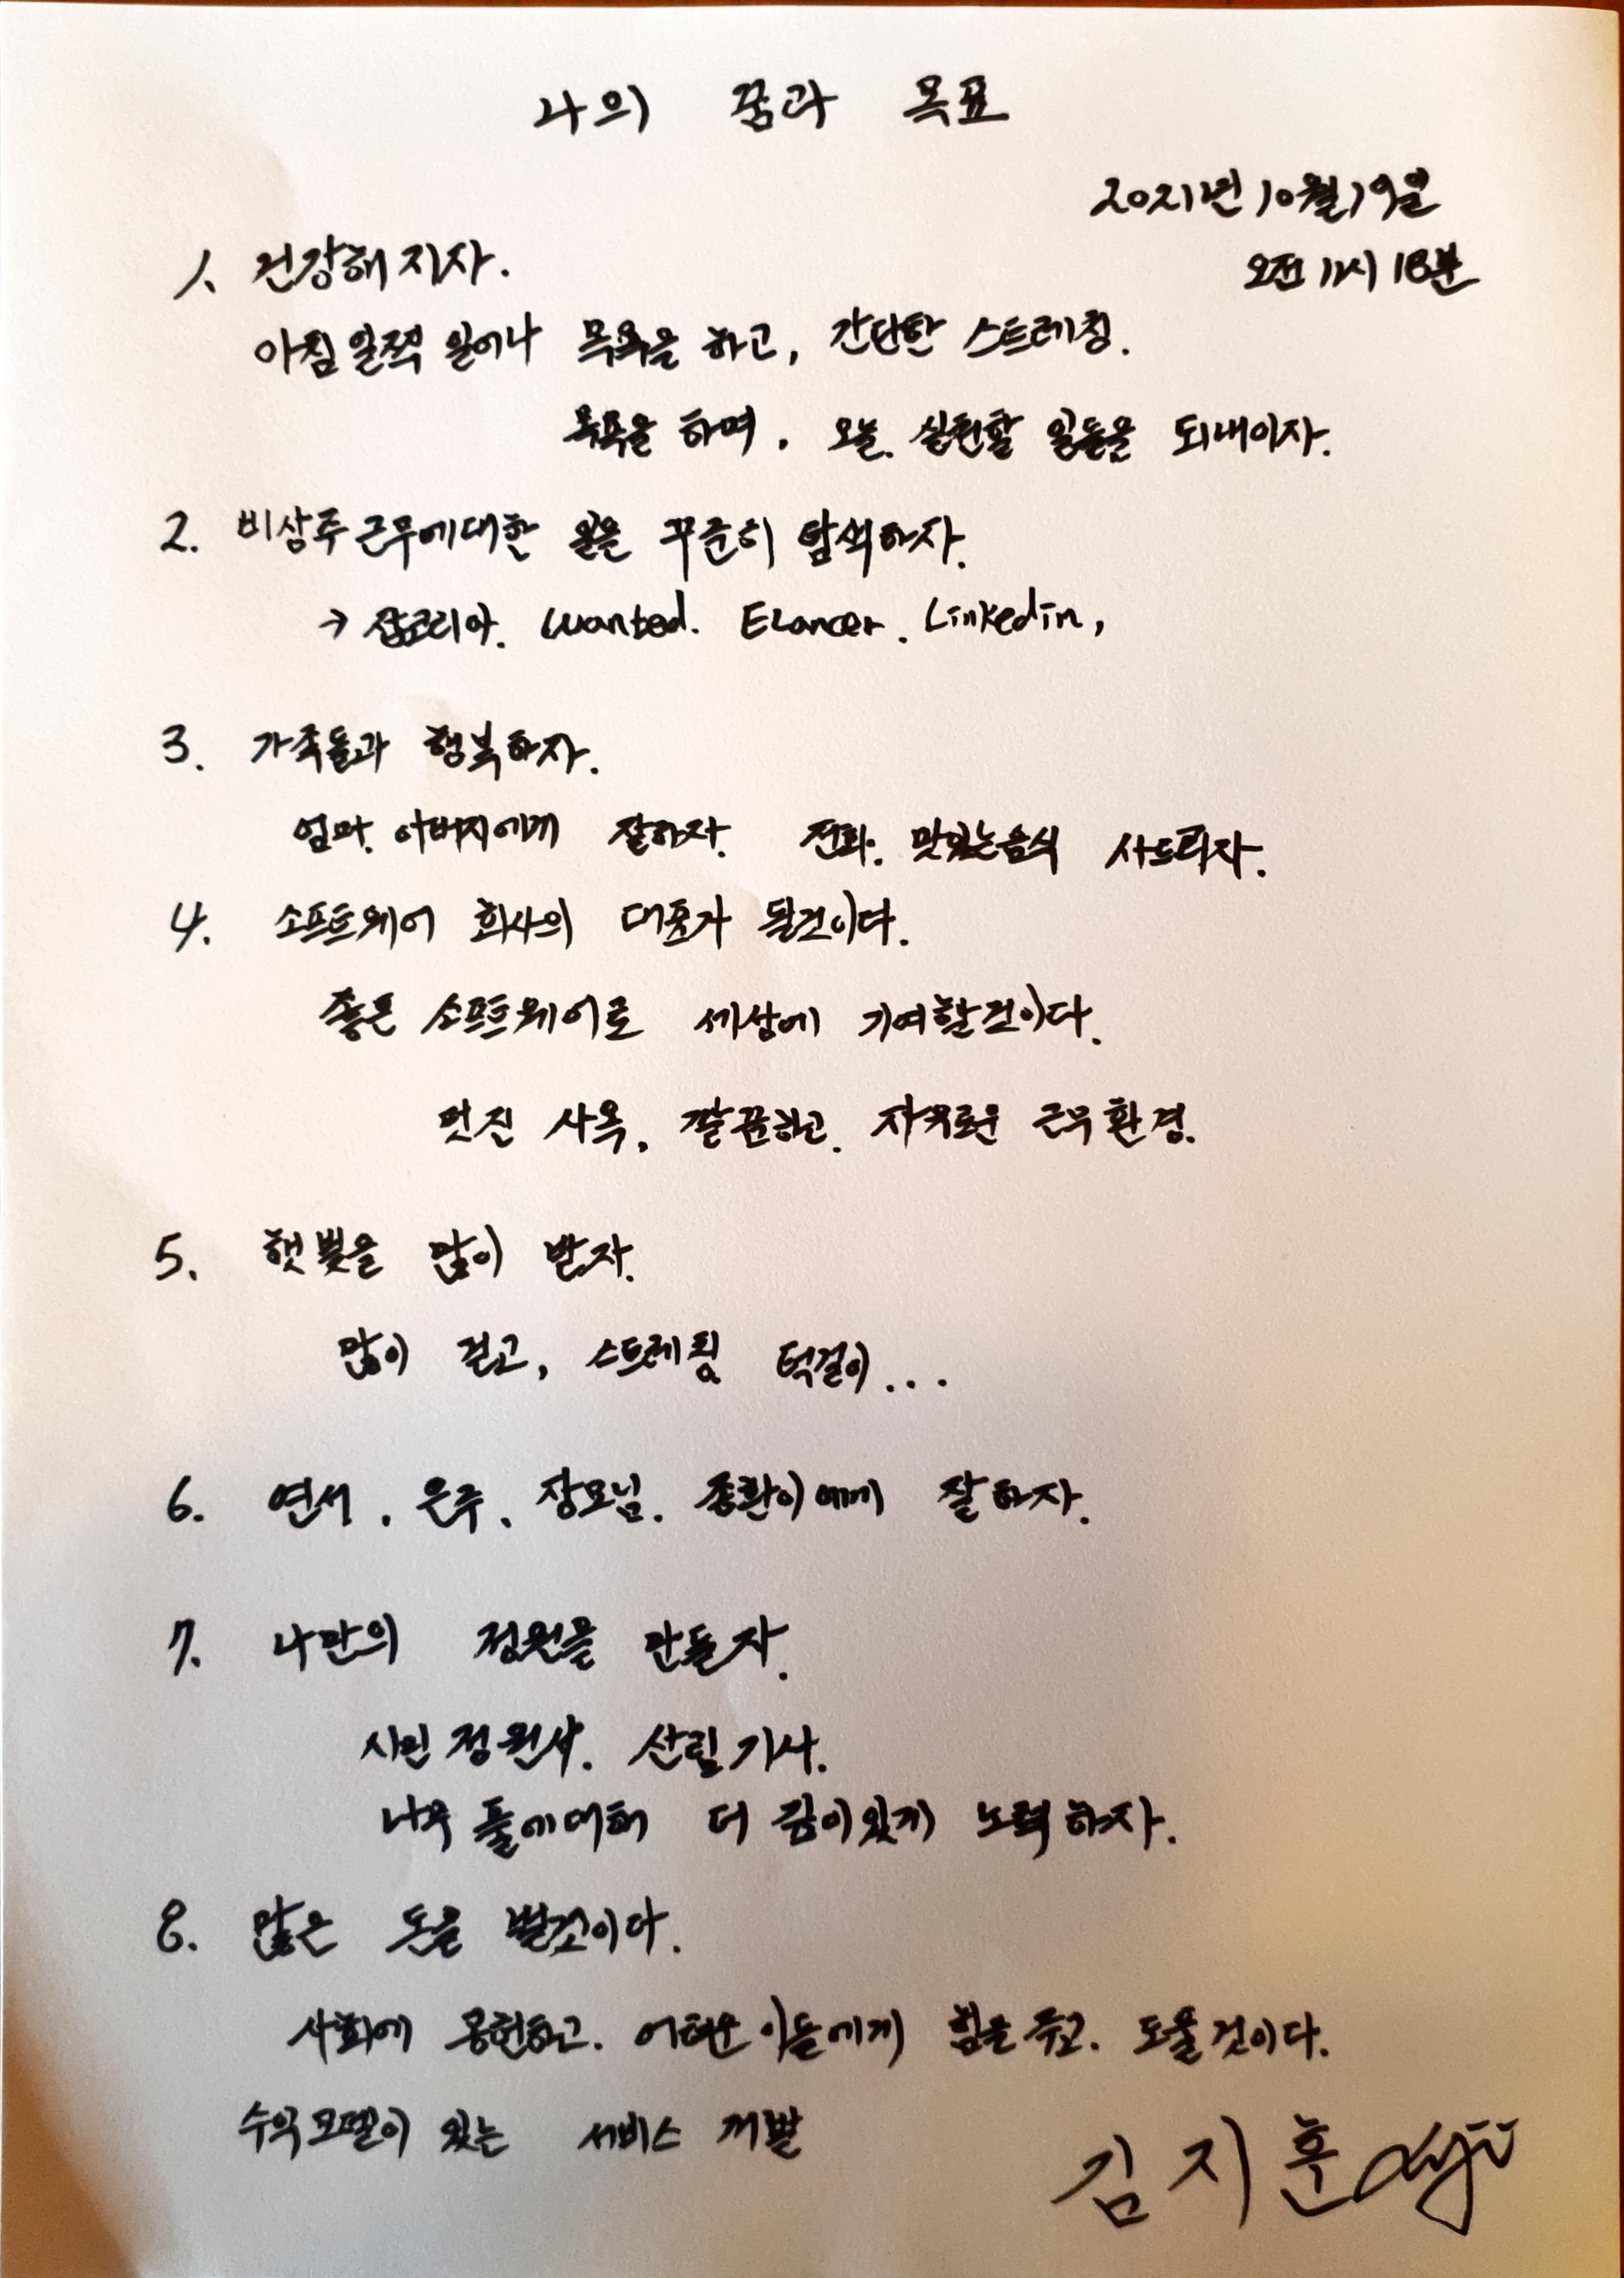 나의 꿈과 목표
2021년 10월 19일
오전 11시 18분
1. 건강해지자.
아침 일찍 일어나 목욕을 하고, 간단한 스트레칭.
목욕을 하며, 오늘. 실천할 일들을 되내이자.
2. 비상주 근무에대한 일을 꾸준히 탐색하자.
→ 잡코리아. Wanted. Elancer. Linkedin,
3. 가족들과 행복하자.
엄마. 아버지에게 잘하자. 전화. 맛있는음식 사드리자.
4. 소프트웨어 회사의 대표가 될것이다.
좋은 소프트웨어로 세상에 기여할것이다.
멋진 사옥, 깔끔하고. 자유로운 근무환경.
5. 햇빛을 많이 받자.
많이 걷고, 스트레칭 턱걸이...
6. 연서, 은주, 장모님. 종환이에게 잘하자.
7. 나만의 정원을 만들자.
시민정원사. 산림기사.
나무 풀에대해 더 깊이있게 노력하자.
8. 많은 돈을 벌것이다.
사회에 공헌하고. 어려운 이들에게 힘을주고. 도울것이다.
수익모델이 있는 서비스 개발
김지훈